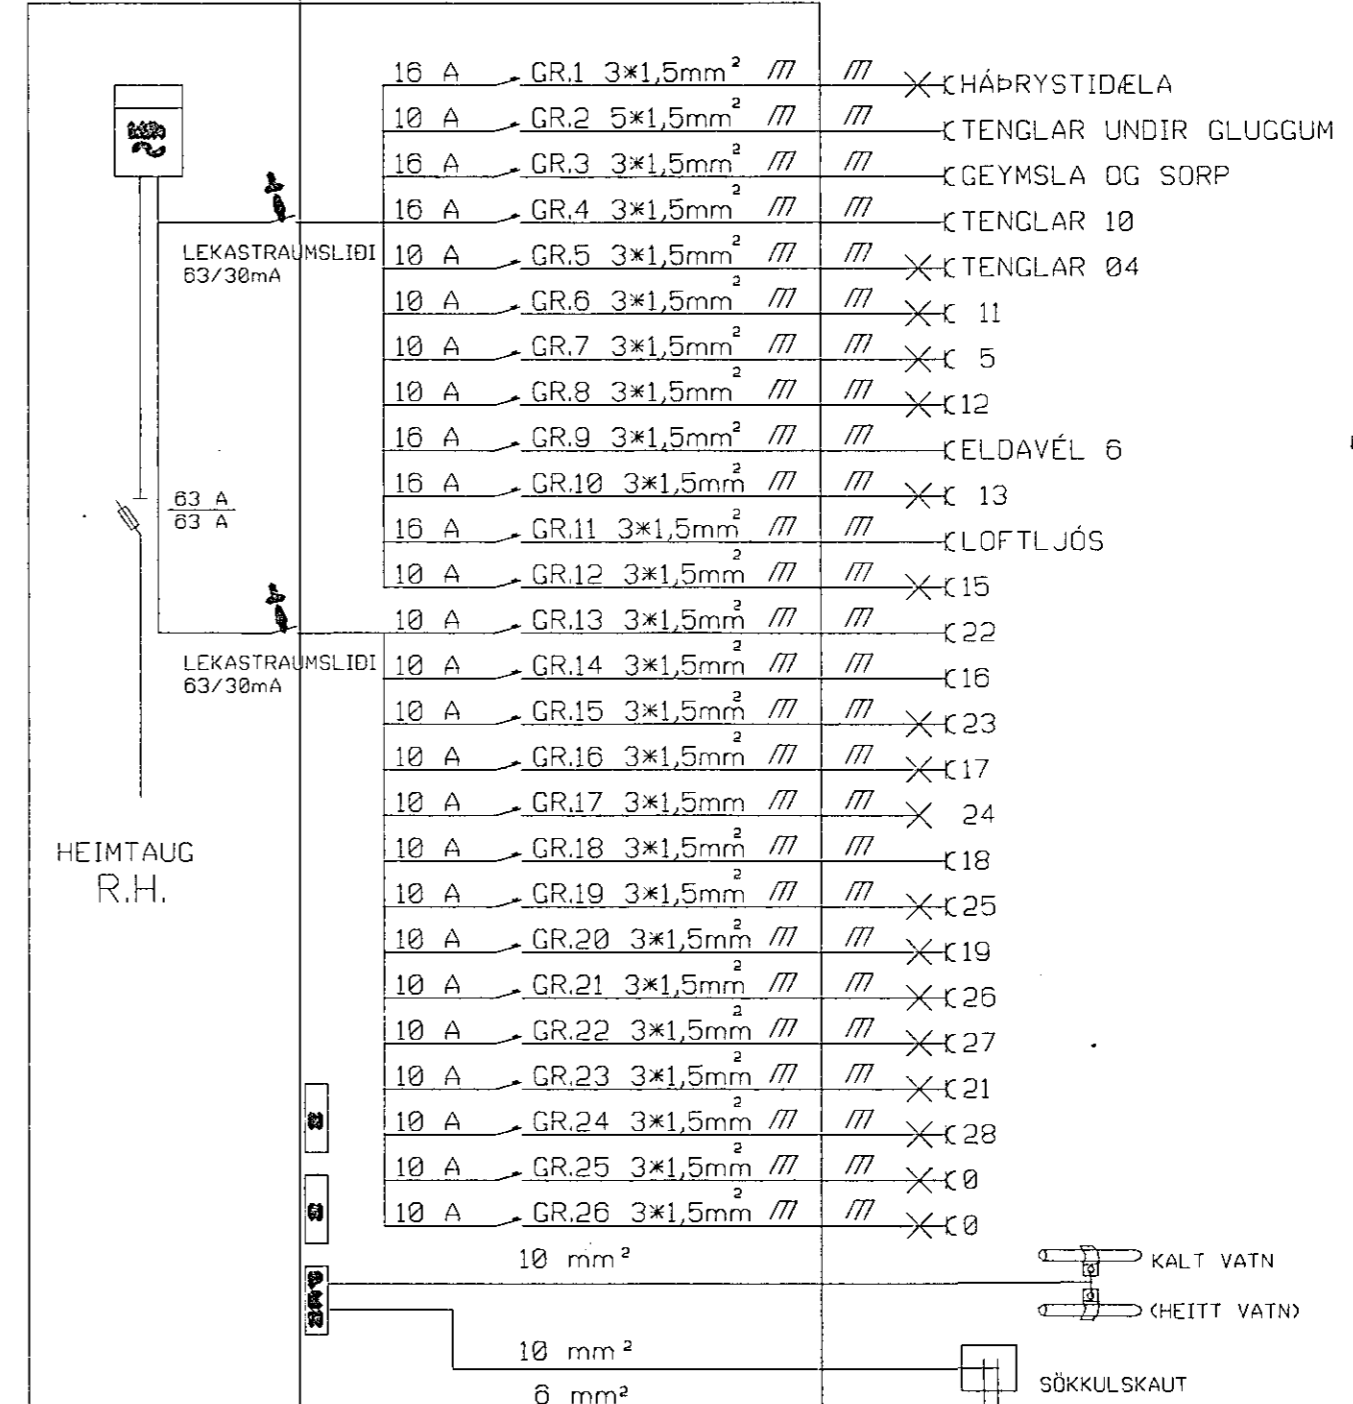 16 A GR.1 3*1,5mm² HÁÞRYSTIDÆLA
10 A GR.2 5*1,5mm² TENGLAR UNDIR GLUGGUM
16 A GR.3 3*1,5mm² GEYMSLA OG SORP
16 A GR.4 3*1,5mm² TENGLAR 10
LEKASTRAUMSLIÐI
63/30mA
10 A GR.5 3*1,5mm² TENGLAR 04
10 A GR.6 3*1,5mm² 11
10 A GR.7 3*1,5mm² 5
10 A GR.8 3*1,5mm² 12
16 A GR.9 3*1,5mm² ELDAVÉL 6
16 A GR.10 3*1,5mm² 13
63 A
63 A
16 A GR.11 3*1,5mm² LOFTLJÓS
10 A GR.12 3*1,5mm² 15
10 A GR.13 3*1,5mm² 22
LEKASTRAUMSLIÐI
63/30mA
10 A GR.14 3*1,5mm² 16
10 A GR.15 3*1,5mm² 23
10 A GR.16 3*1,5mm² 17
10 A GR.17 3*1,5mm 24
HEIMTAUG
R.H.
10 A GR.18 3*1,5mm² 18
10 A GR.19 3*1,5mm² 25
10 A GR.20 3*1,5mm² 19
10 A GR.21 3*1,5mm² 26
10 A GR.22 3*1,5mm² 27
10 A GR.23 3*1,5mm² 21
10 A GR.24 3*1,5mm² 28
10 A GR.25 3*1,5mm² 0
10 A GR.26 3*1,5mm² 0
10 mm²
KALT VATN
(HEITT VATN)
10 mm²
SÖKKULSKAUT
6 mm²